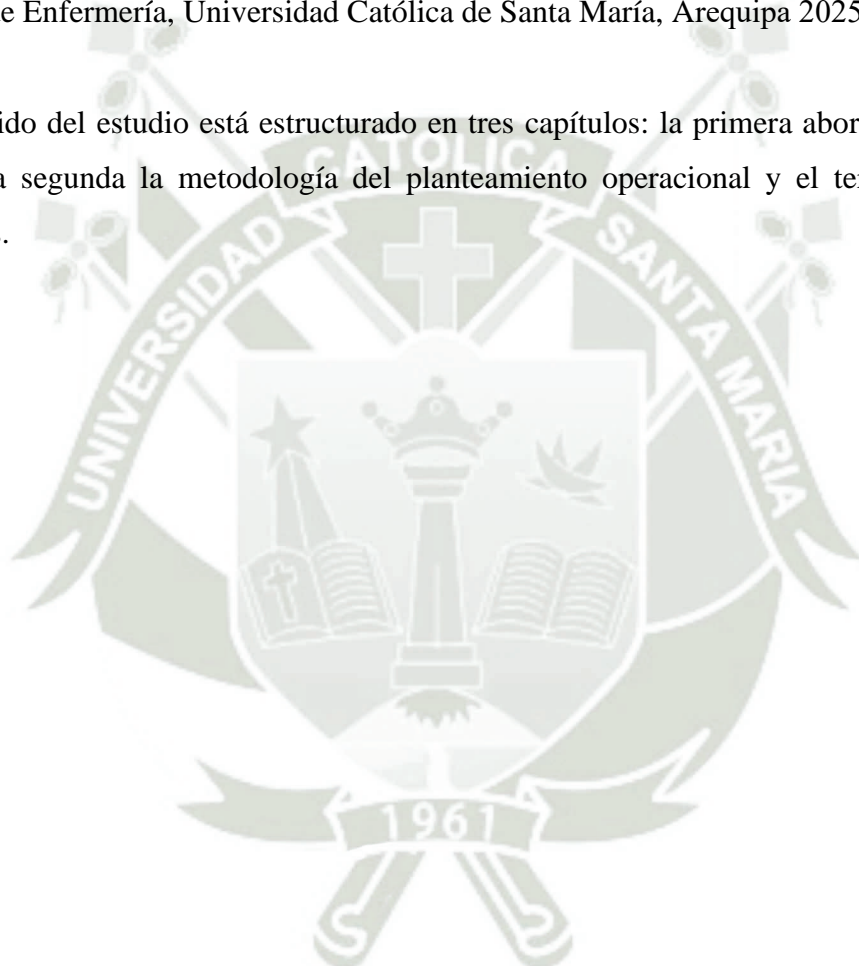 de Enfermería, Universidad Católica de Santa María, Arequipa 2025
ido del estudio está estructurado en tres capítulos: la primera abor
a segunda la metodología del planteamiento operacional y el te
UNIVERSIDAD CATOLICA SANTA MARIA
1961